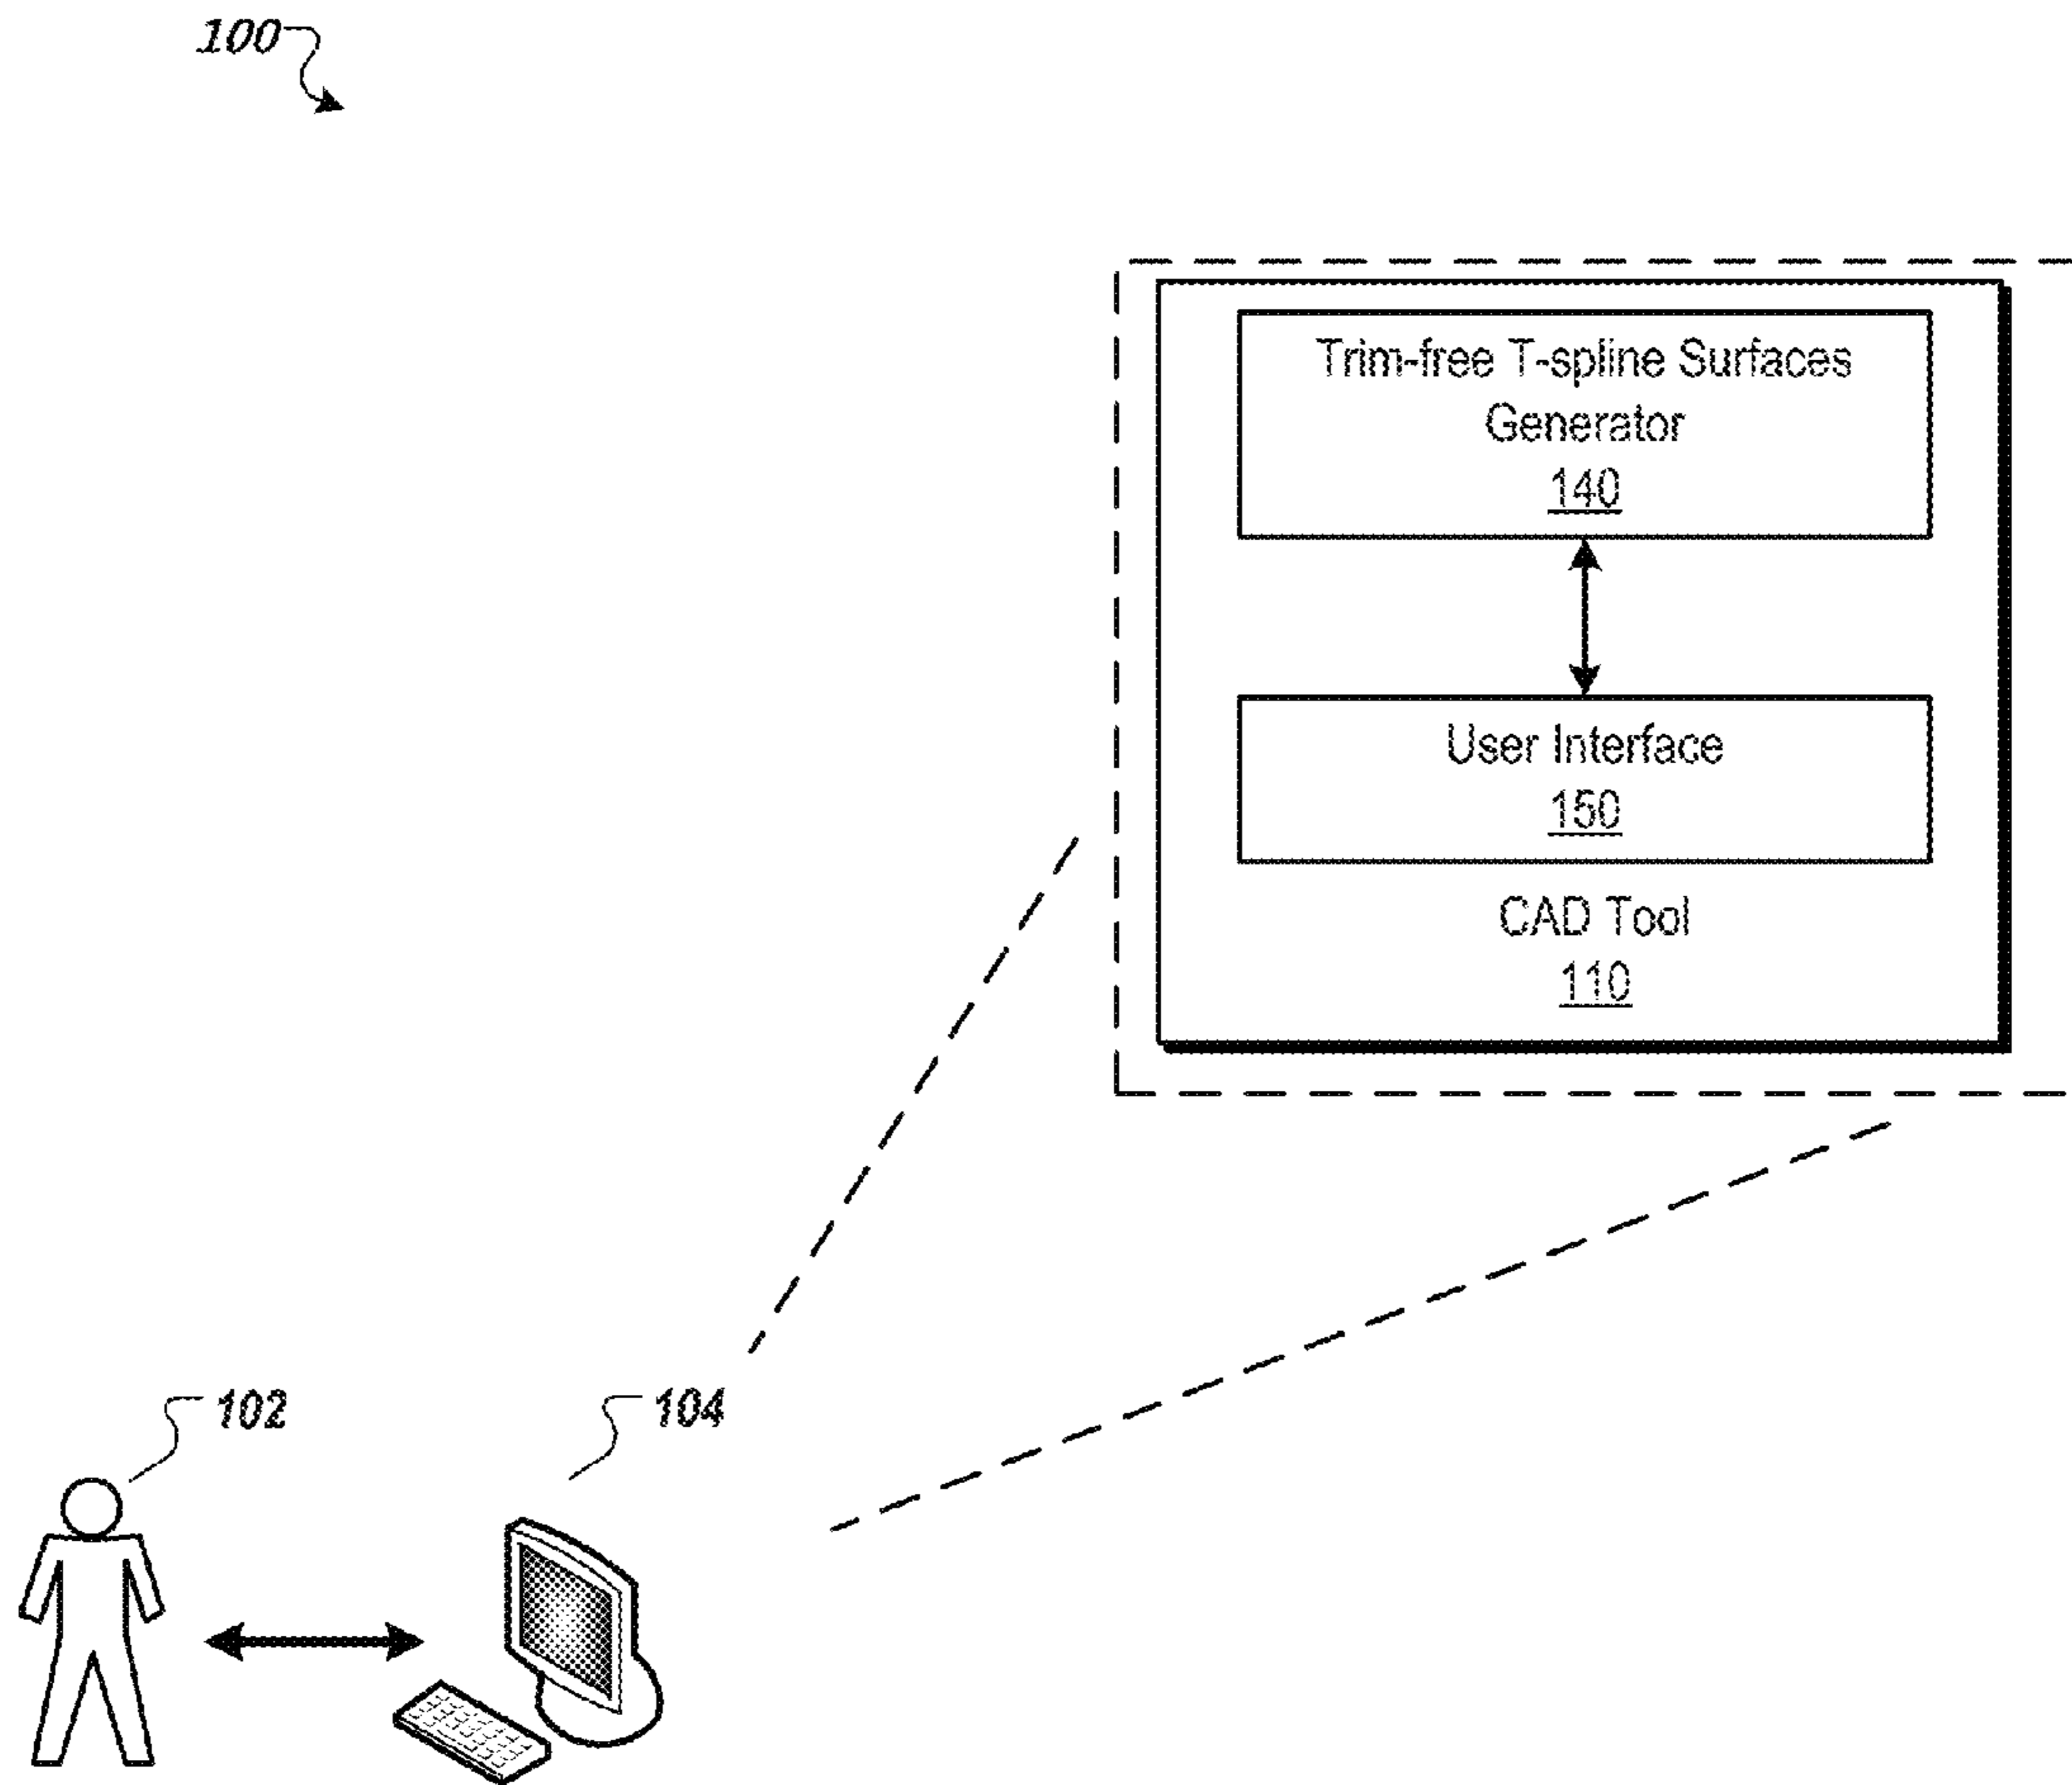 100
Trim-free T-spline Surfaces
Generator
140
User Interface
150
CAD Tool
110
102
104